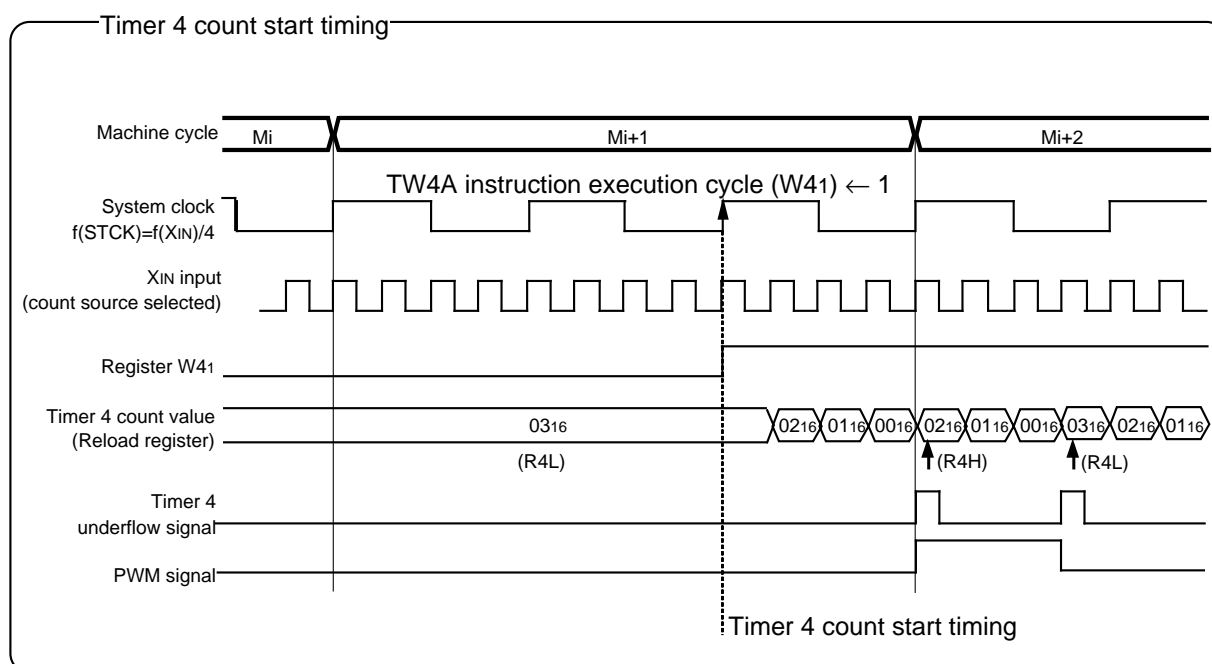 Timer 4 count start timing
Machine cycle Mi Mi+1 Mi+2
TW4A instruction execution cycle (W41) ← 1
System clock
f(STCK)=f(XIN)/4
XIN input
(count source selected)
Register W41
Timer 4 count value
(Reload register)
0316 0216 0116 0016 0216 0116 0016 0316 0216 0116
(R4L) (R4H) (R4L)
Timer 4
underflow signal
PWM signal
Timer 4 count start timing